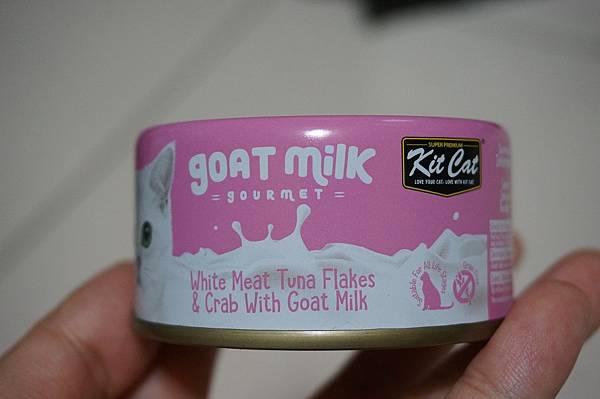 goat milk
GOURMET
SUPER PREMIUM
Kit Cat
LOVE YOUR CAT. LOVE WITH KIT CAT
White Meat Tuna Flakes
& Crab With Goat Milk
Suitable For All Life Stages
Grain